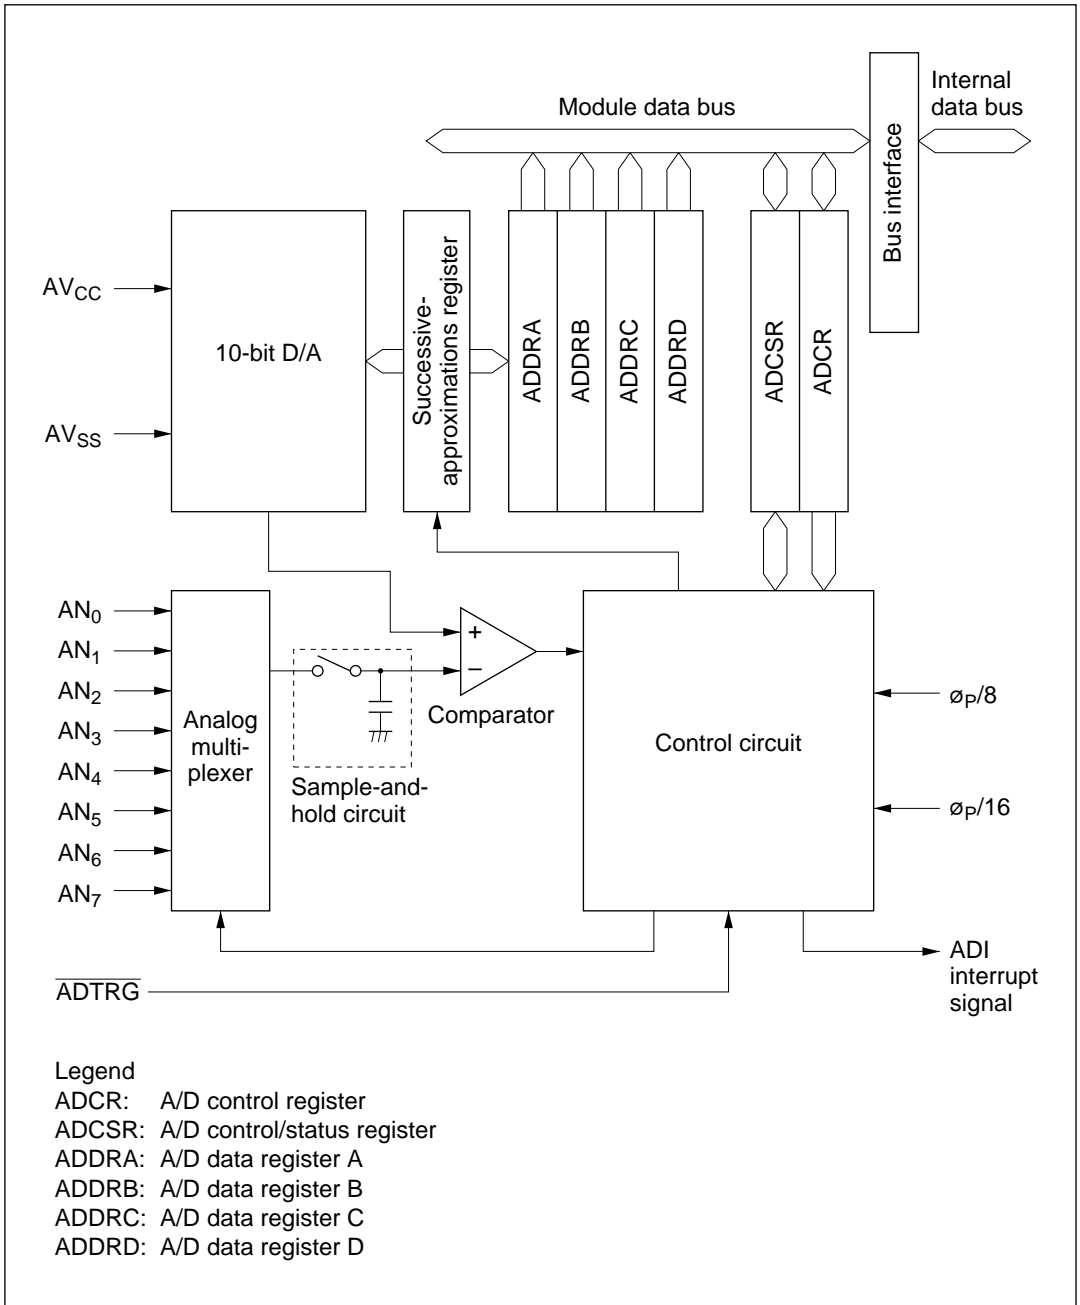 Internal
data bus
Module data bus
Bus interface
AVCC
AVSS
10-bit D/A
Successive-
approximations register
ADDRA
ADDRB
ADDRC
ADDRD
ADCSR
ADCR
AN0
AN1
AN2
AN3
AN4
AN5
AN6
AN7
Analog
multi-
plexer
Sample-and-
hold circuit
+
−
Comparator
Control circuit
øP/8
øP/16
ADTRG
ADI
interrupt
signal
Legend
ADCR: A/D control register
ADCSR: A/D control/status register
ADDRA: A/D data register A
ADDRB: A/D data register B
ADDRC: A/D data register C
ADDRD: A/D data register D